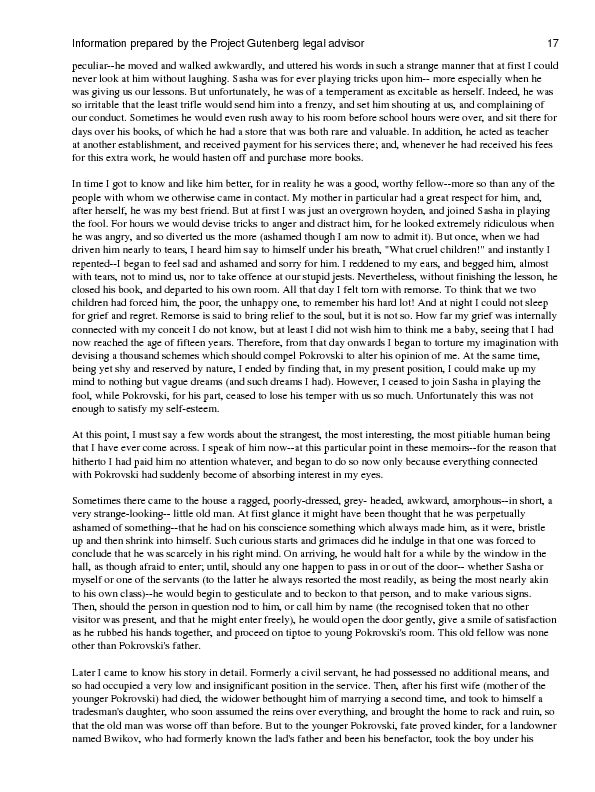 Information prepared by the Project Gutenberg legal advisor 17
peculiar--he moved and walked awkwardly, and uttered his words in such a strange manner that at first I could
never look at him without laughing. Sasha was for ever playing tricks upon him-- more especially when he
was giving us our lessons. But unfortunately, he was of a temperament as excitable as herself. Indeed, he was
so irritable that the least trifle would send him into a frenzy, and set him shouting at us, and complaining of
our conduct. Sometimes he would even rush away to his room before school hours were over, and sit there for
days over his books, of which he had a store that was both rare and valuable. In addition, he acted as teacher
at another establishment, and received payment for his services there; and, whenever he had received his fees
for this extra work, he would hasten off and purchase more books.

In time I got to know and like him better, for in reality he was a good, worthy fellow--more so than any of the
people with whom we otherwise came in contact. My mother in particular had a great respect for him, and,
after herself, he was my best friend. But at first I was just an overgrown hoyden, and joined Sasha in playing
the fool. For hours we would devise tricks to anger and distract him, for he looked extremely ridiculous when
he was angry, and so diverted us the more (ashamed though I am now to admit it). But once, when we had
driven him nearly to tears, I heard him say to himself under his breath, "What cruel children!" and instantly I
repented--I began to feel sad and ashamed and sorry for him. I reddened to my ears, and begged him, almost
with tears, not to mind us, nor to take offence at our stupid jests. Nevertheless, without finishing the lesson, he
closed his book, and departed to his own room. All that day I felt torn with remorse. To think that we two
children had forced him, the poor, the unhappy one, to remember his hard lot! And at night I could not sleep
for grief and regret. Remorse is said to bring relief to the soul, but it is not so. How far my grief was internally
connected with my conceit I do not know, but at least I did not wish him to think me a baby, seeing that I had
now reached the age of fifteen years. Therefore, from that day onwards I began to torture my imagination with
devising a thousand schemes which should compel Pokrovski to alter his opinion of me. At the same time,
being yet shy and reserved by nature, I ended by finding that, in my present position, I could make up my
mind to nothing but vague dreams (and such dreams I had). However, I ceased to join Sasha in playing the
fool, while Pokrovski, for his part, ceased to lose his temper with us so much. Unfortunately this was not
enough to satisfy my self-esteem.

At this point, I must say a few words about the strangest, the most interesting, the most pitiable human being
that I have ever come across. I speak of him now--at this particular point in these memoirs--for the reason that
hitherto I had paid him no attention whatever, and began to do so now only because everything connected
with Pokrovski had suddenly become of absorbing interest in my eyes.

Sometimes there came to the house a ragged, poorly-dressed, grey- headed, awkward, amorphous--in short, a
very strange-looking-- little old man. At first glance it might have been thought that he was perpetually
ashamed of something--that he had on his conscience something which always made him, as it were, bristle
up and then shrink into himself. Such curious starts and grimaces did he indulge in that one was forced to
conclude that he was scarcely in his right mind. On arriving, he would halt for a while by the window in the
hall, as though afraid to enter; until, should any one happen to pass in or out of the door-- whether Sasha or
myself or one of the servants (to the latter he always resorted the most readily, as being the most nearly akin
to his own class)--he would begin to gesticulate and to beckon to that person, and to make various signs.
Then, should the person in question nod to him, or call him by name (the recognised token that no other
visitor was present, and that he might enter freely), he would open the door gently, give a smile of satisfaction
as he rubbed his hands together, and proceed on tiptoe to young Pokrovski's room. This old fellow was none
other than Pokrovski's father.

Later I came to know his story in detail. Formerly a civil servant, he had possessed no additional means, and
so had occupied a very low and insignificant position in the service. Then, after his first wife (mother of the
younger Pokrovski) had died, the widower bethought him of marrying a second time, and took to himself a
tradesman's daughter, who soon assumed the reins over everything, and brought the home to rack and ruin, so
that the old man was worse off than before. But to the younger Pokrovski, fate proved kinder, for a landowner
named Bwikov, who had formerly known the lad's father and been his benefactor, took the boy under his